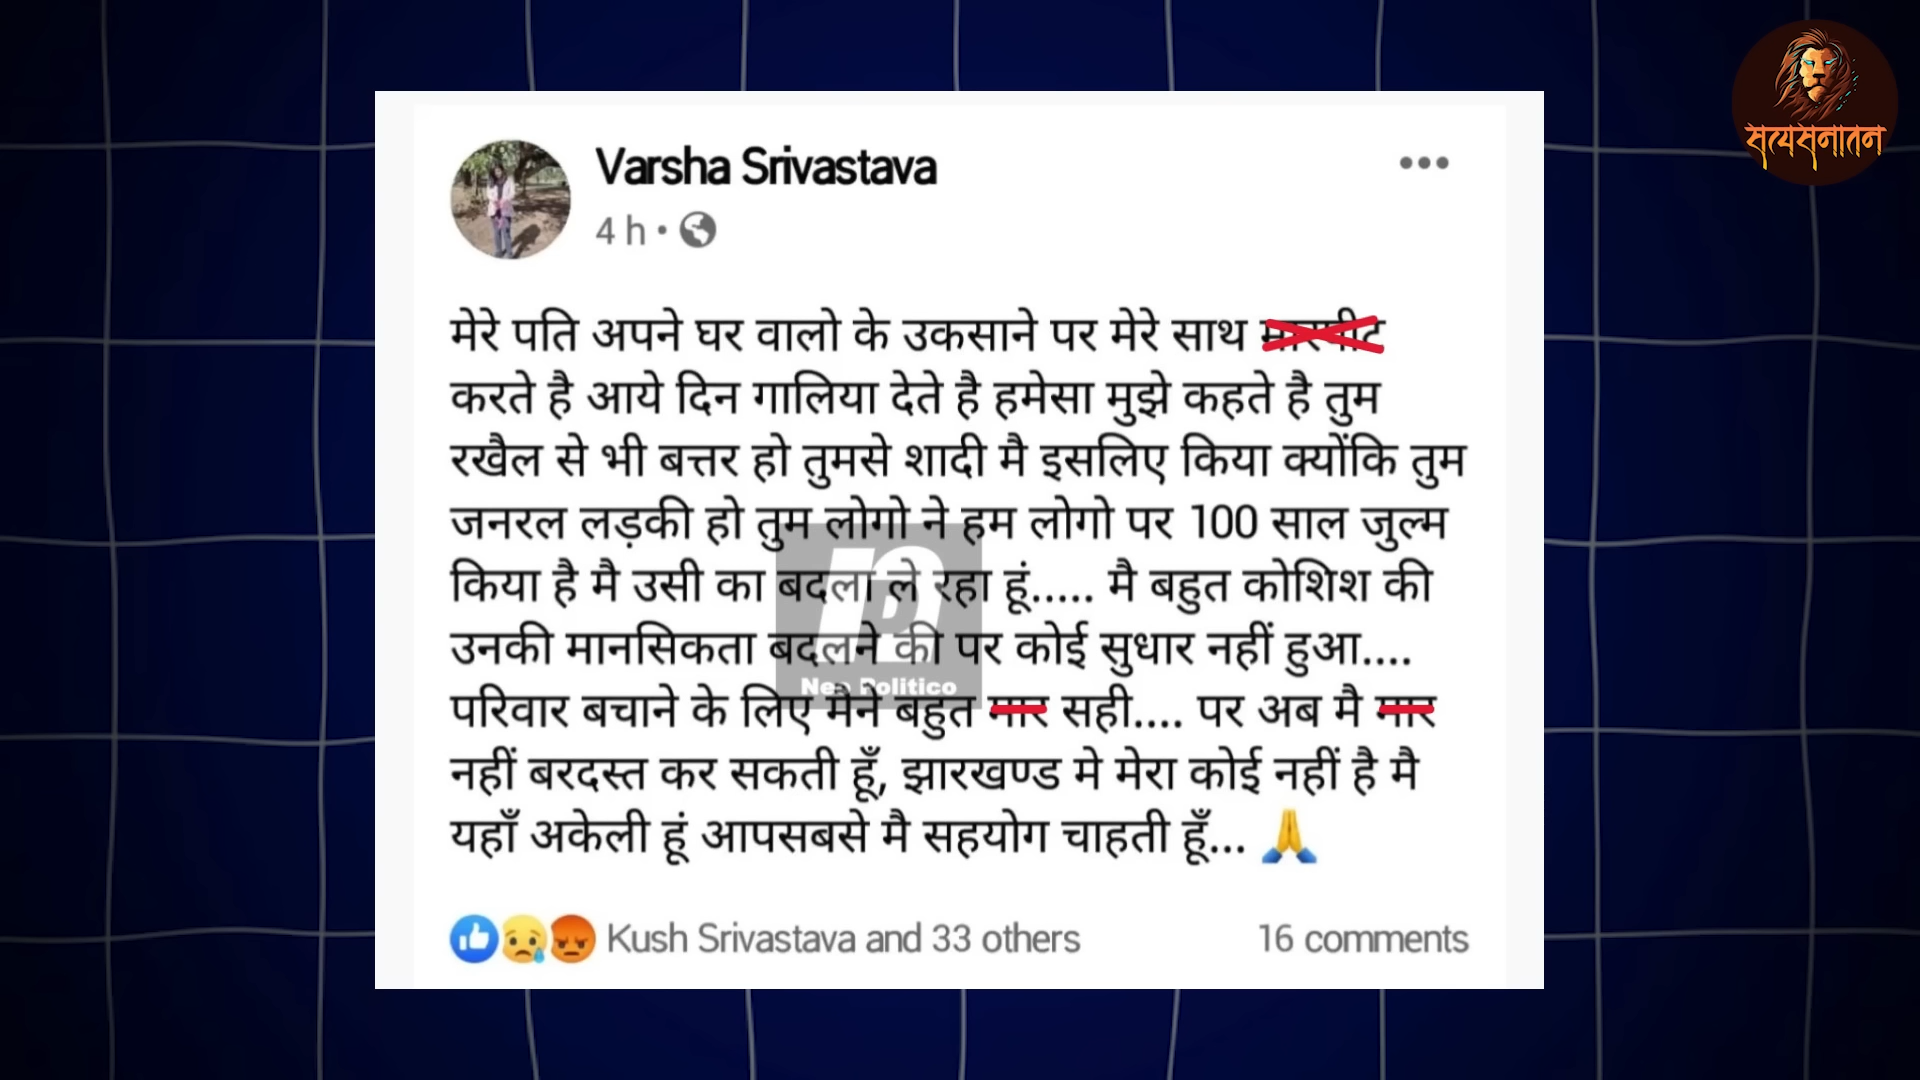 सत्यसनातन
Varsha Srivastava
4 h
मेरे पति अपने घर वालो के उकसाने पर मेरे साथ मारपीट
करते है आये दिन गालिया देते है हमेसा मुझे कहते है तुम
रखैल से भी बत्तर हो तुमसे शादी मै इसलिए किया क्योंकि तुम
जनरल लड़की हो तुम लोगो ने हम लोगो पर 100 साल जुल्म
किया है मै उसी का बदला ले रहा हूं..... मै बहुत कोशिश की
उनकी मानसिकता बदलने की पर कोई सुधार नहीं हुआ....
Neo Politico
परिवार बचाने के लिए मैने बहुत मार सही.... पर अब मै मार
नहीं बरदस्त कर सकती हूँ, झारखण्ड मे मेरा कोई नहीं है मै
यहाँ अकेली हूं आपसबसे मै सहयोग चाहती हूँ... 🙏
Kush Srivastava and 33 others 16 comments